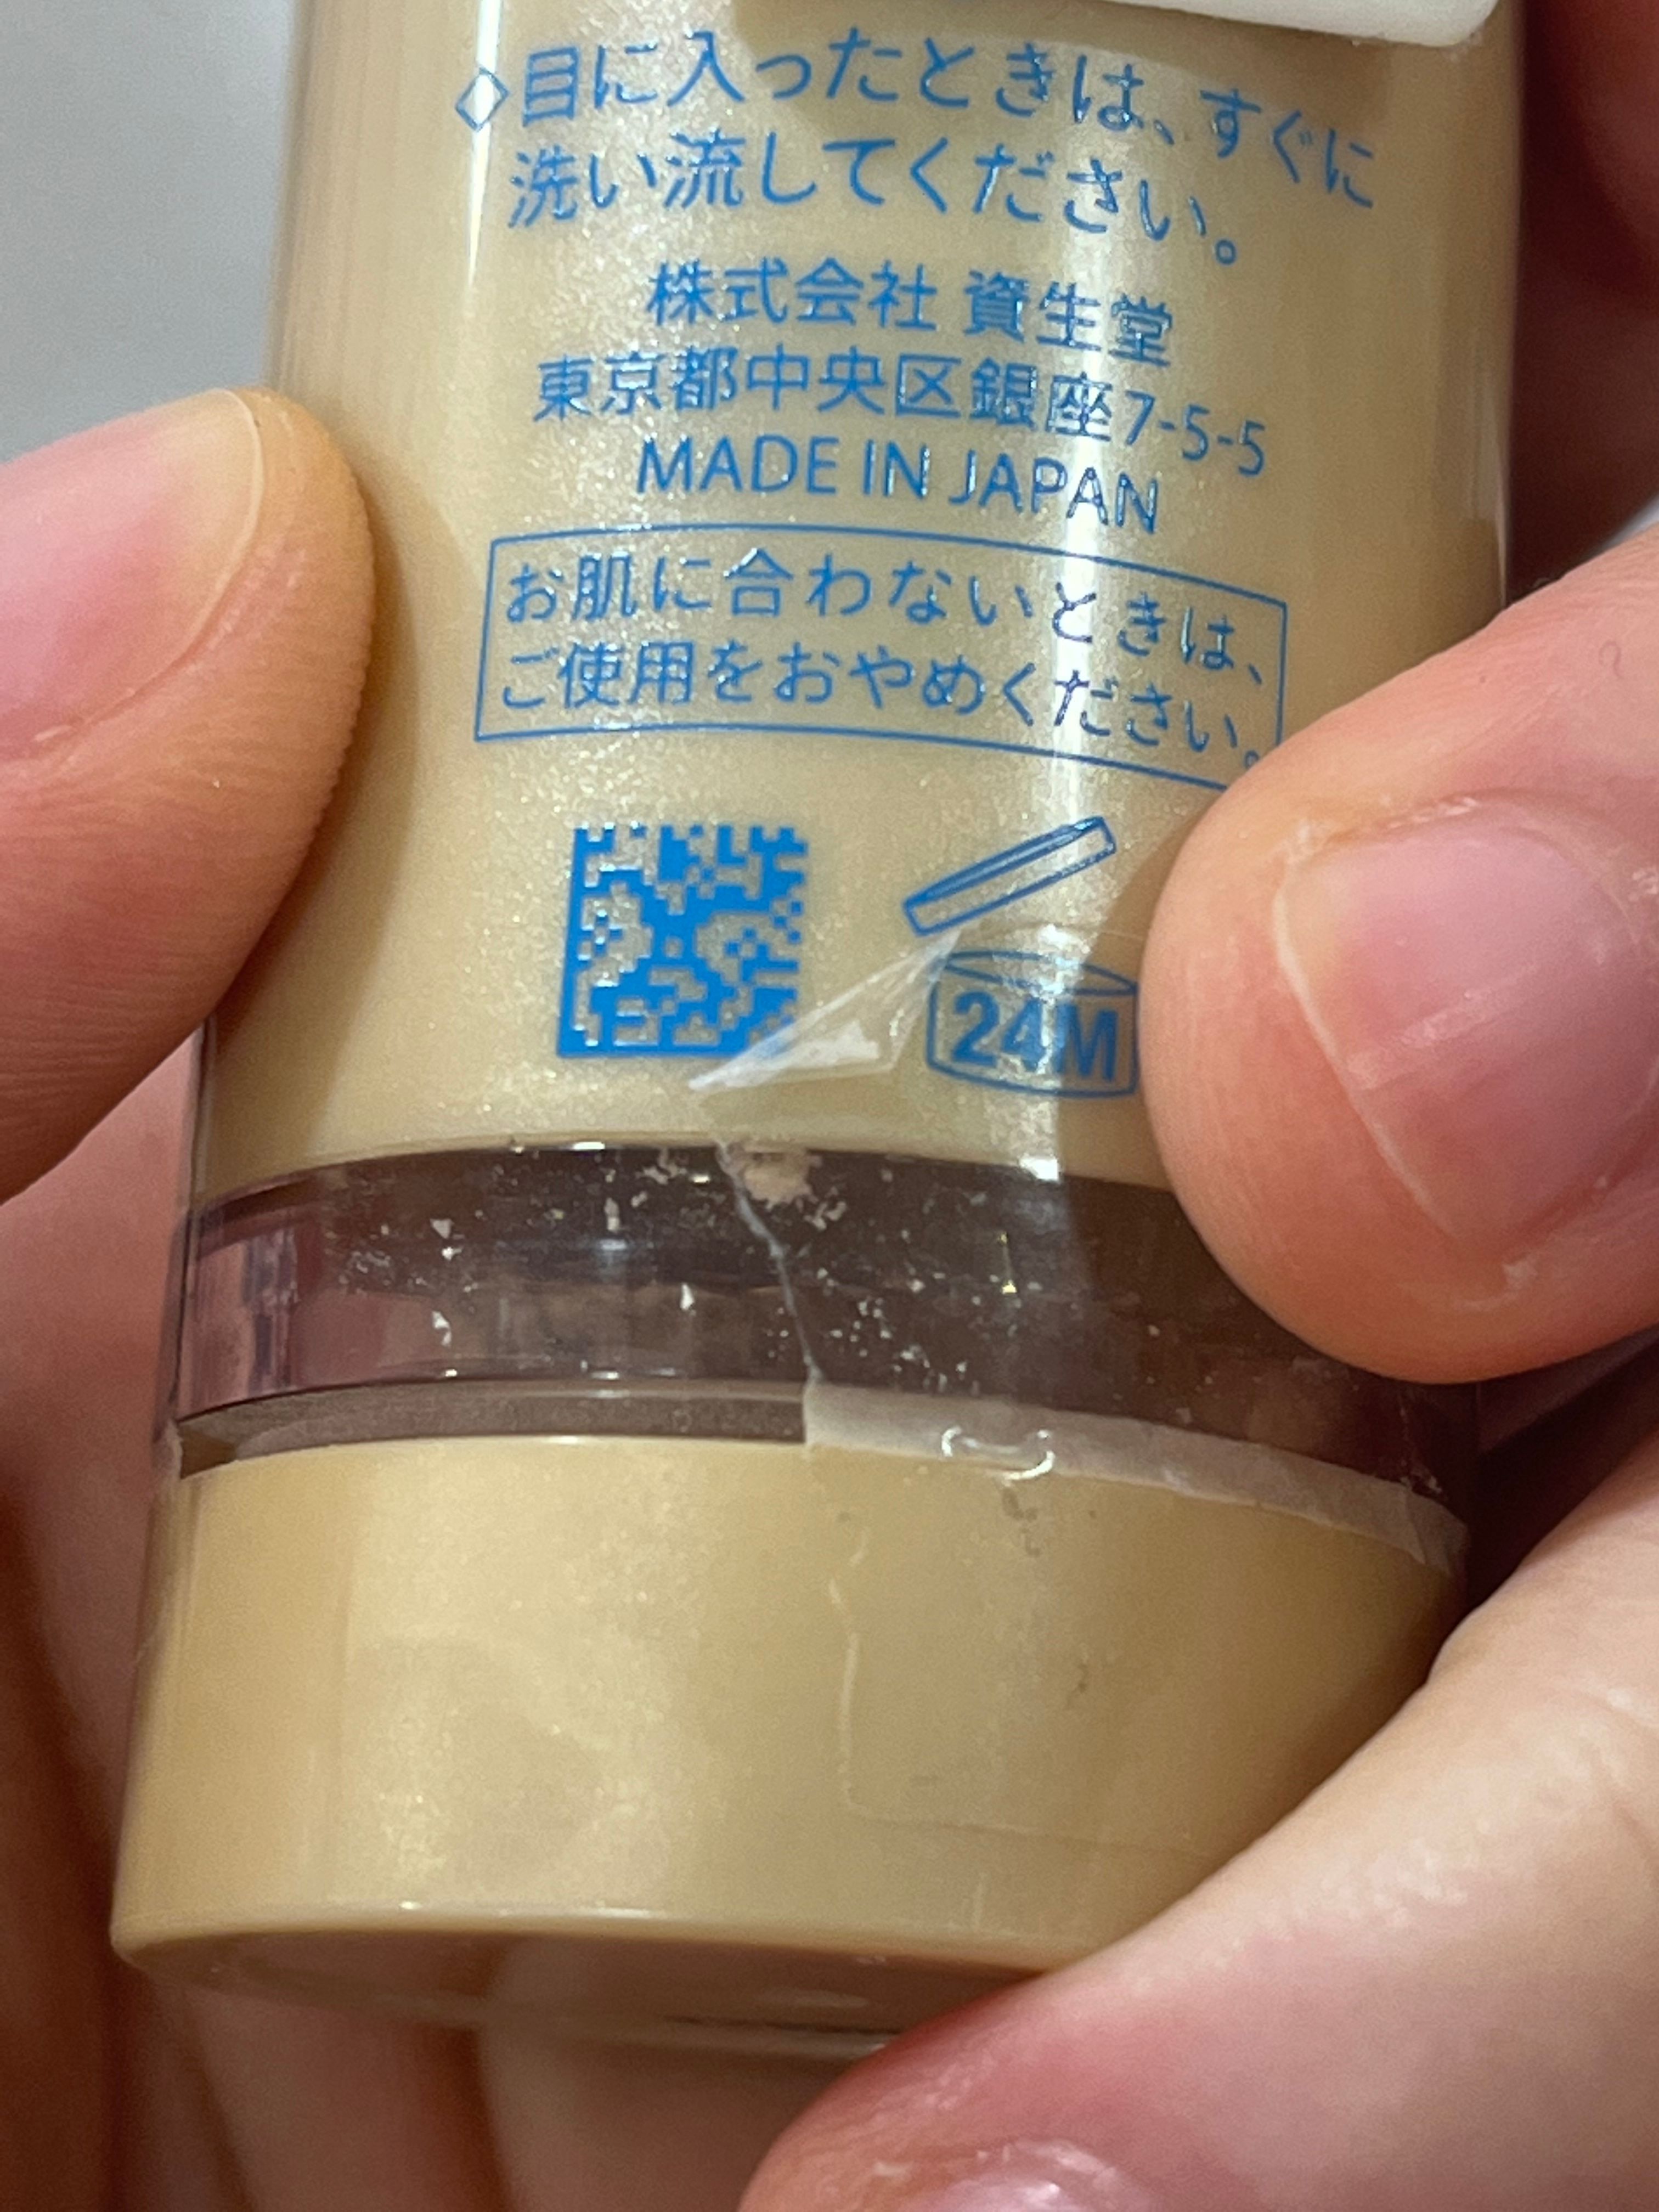 ◇目に入ったときは、すぐに
洗い流してください。
株式会社 資生堂
東京都中央区銀座7-5-5
MADE IN JAPAN
お肌に合わないときは、
ご使用をおやめください。
24M